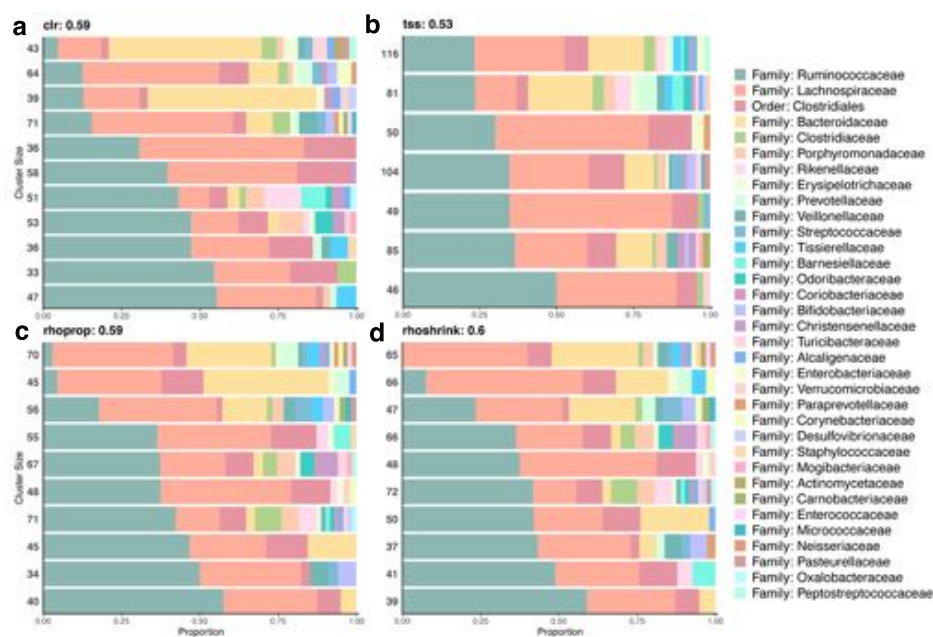 a
clr: 0.59
Cluster Size
43
64
39
71
36
58
51
53
36
33
47
0.00 0.25 0.50 0.75 1.00
b
tss: 0.53
116
81
50
104
49
85
46
0.00 0.25 0.50 0.75 1.00
c
rhoprop: 0.59
Cluster Size
70
45
56
55
67
48
71
45
34
40
0.00 0.25 0.50 0.75 1.00
Proportion
d
rhoshrink: 0.6
65
66
47
66
48
72
50
37
41
39
0.00 0.25 0.50 0.75 1.00
Proportion
Family: Ruminococcaceae
Family: Lachnospiraceae
Order: Clostridiales
Family: Bacteroidaceae
Family: Clostridiaceae
Family: Porphyromonadaceae
Family: Rikenellaceae
Family: Erysipelotrichaceae
Family: Prevotellaceae
Family: Veillonellaceae
Family: Streptococcaceae
Family: Tissierellaceae
Family: Barnesiellaceae
Family: Odoribacteraceae
Family: Coriobacteriaceae
Family: Bifidobacteriaceae
Family: Christensenellaceae
Family: Turicibacteraceae
Family: Alcaligenaceae
Family: Enterobacteriaceae
Family: Verrucomicrobiaceae
Family: Paraprevotellaceae
Family: Corynebacteriaceae
Family: Desulfovibrionaceae
Family: Staphylococcaceae
Family: Mogibacteriaceae
Family: Actinomycetaceae
Family: Carnobacteriaceae
Family: Enterococcaceae
Family: Micrococcaceae
Family: Neisseriaceae
Family: Pasteurellaceae
Family: Oxalobacteraceae
Family: Peptostreptococcaceae